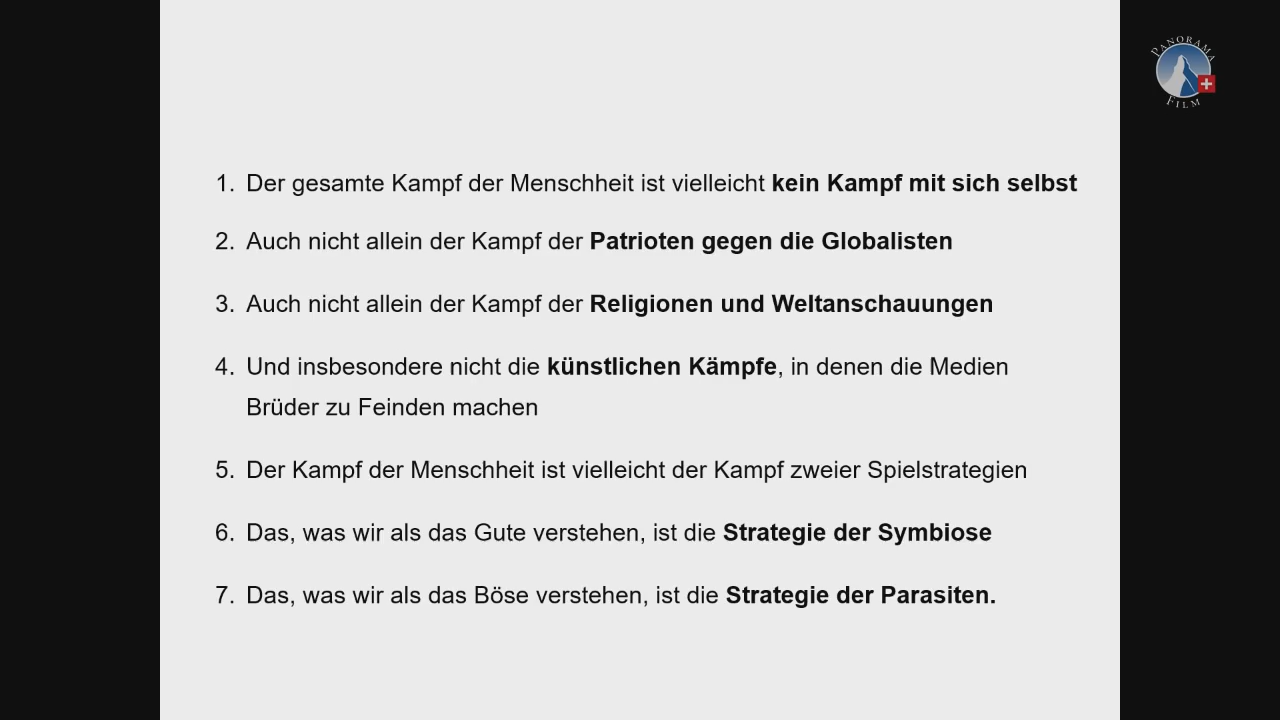 PANORAMA
FILM
1. Der gesamte Kampf der Menschheit ist vielleicht kein Kampf mit sich selbst
2. Auch nicht allein der Kampf der Patrioten gegen die Globalisten
3. Auch nicht allein der Kampf der Religionen und Weltanschauungen
4. Und insbesondere nicht die künstlichen Kämpfe, in denen die Medien
Brüder zu Feinden machen
5. Der Kampf der Menschheit ist vielleicht der Kampf zweier Spielstrategien
6. Das, was wir als das Gute verstehen, ist die Strategie der Symbiose
7. Das, was wir als das Böse verstehen, ist die Strategie der Parasiten.